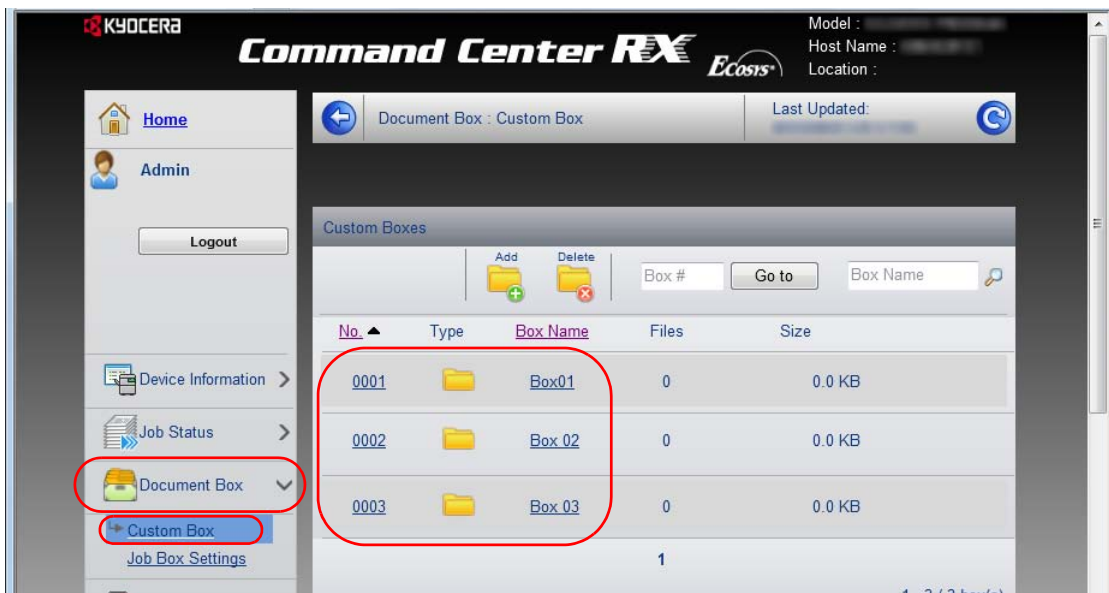 KYOCERA
Command Center RX
Ecosys
Model :
Host Name :
Location :
Home
Admin
Logout
Device Information
Job Status
Document Box
Custom Box
Job Box Settings
Document Box : Custom Box
Last Updated:
Custom Boxes
Add
Delete
Box #
Go to
Box Name
No. Type Box Name Files Size
0001 Box01 0 0.0 KB
0002 Box 02 0 0.0 KB
0003 Box 03 0 0.0 KB
1